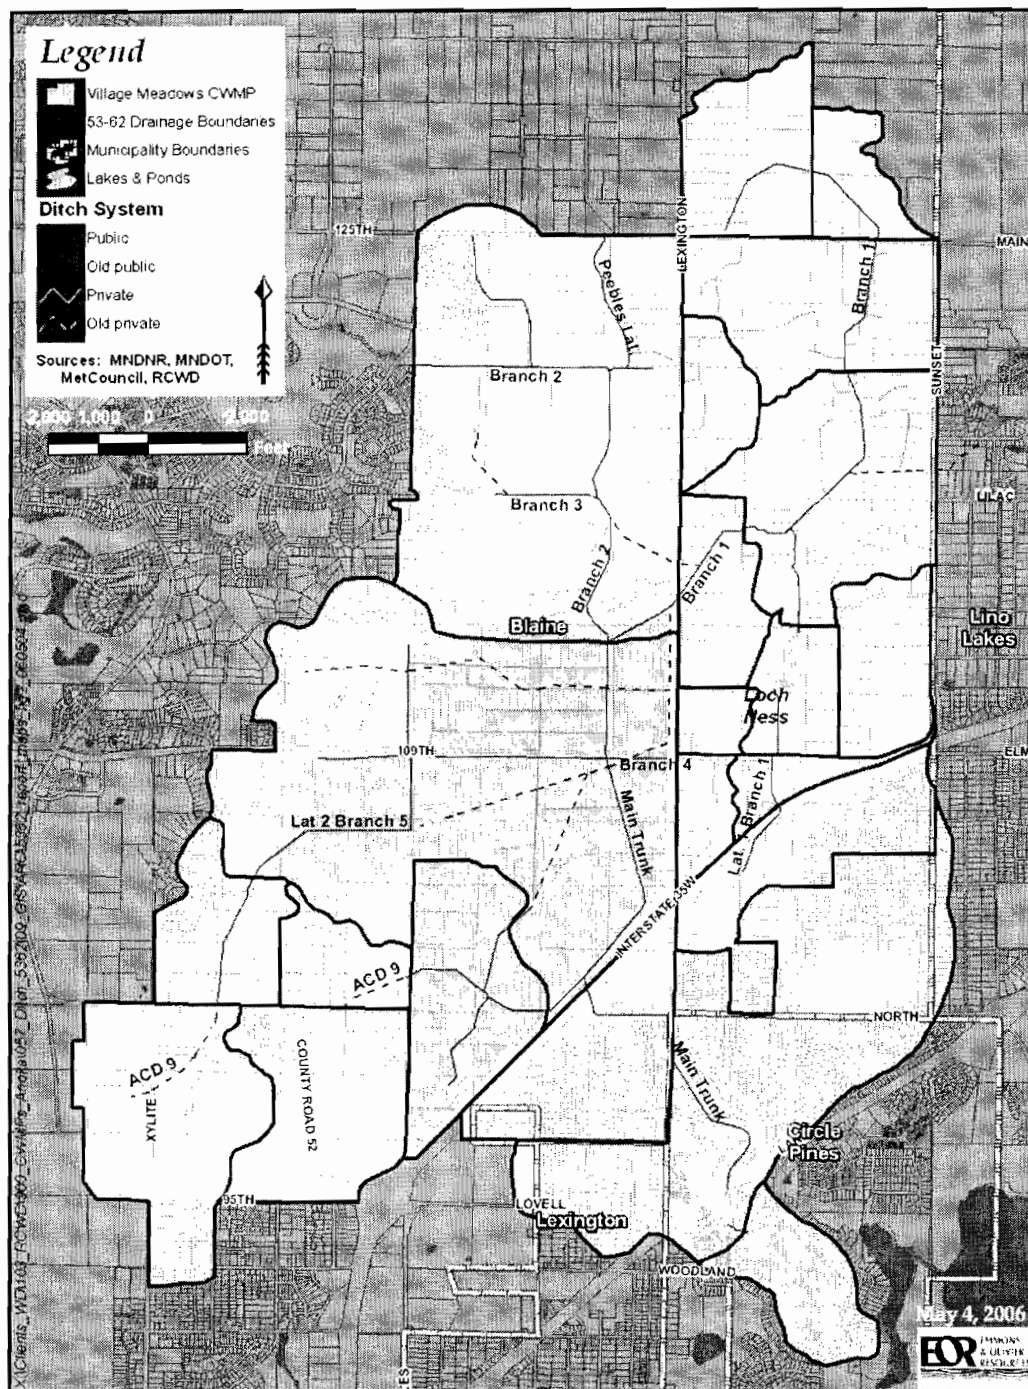 Legend
Village Meadows CWMP
53-62 Drainage Boundaries
Municipality Boundaries
Lakes & Ponds
Ditch System
Public
Old public
Private
Old private
Sources: MNDNR, MNDOT,
MetCouncil, RCWD
2,000 1,000 0 2,000
Feet
125TH
LEXINGTON
MAIN
Peebles Lat.
Branch 1
SUNSET
Branch 2
Branch 3
LILAC
Branch 2
Branch 1
Blaine
Lino
Lakes
Loch
Ness
109TH
ELM
Branch 4
Main Trunk
Lat. 1 Branch 1
Lat 2 Branch 5
INTERSTATE 35W
ACD 9
NORTH
ACD 9
XYLITE
COUNTY ROAD 52
Main Trunk
Circle
Pines
95TH
LOVELL
Lexington
WOODLAND
May 4, 2006
EOR
EMMONS
& OLIVIER
RESOURCES